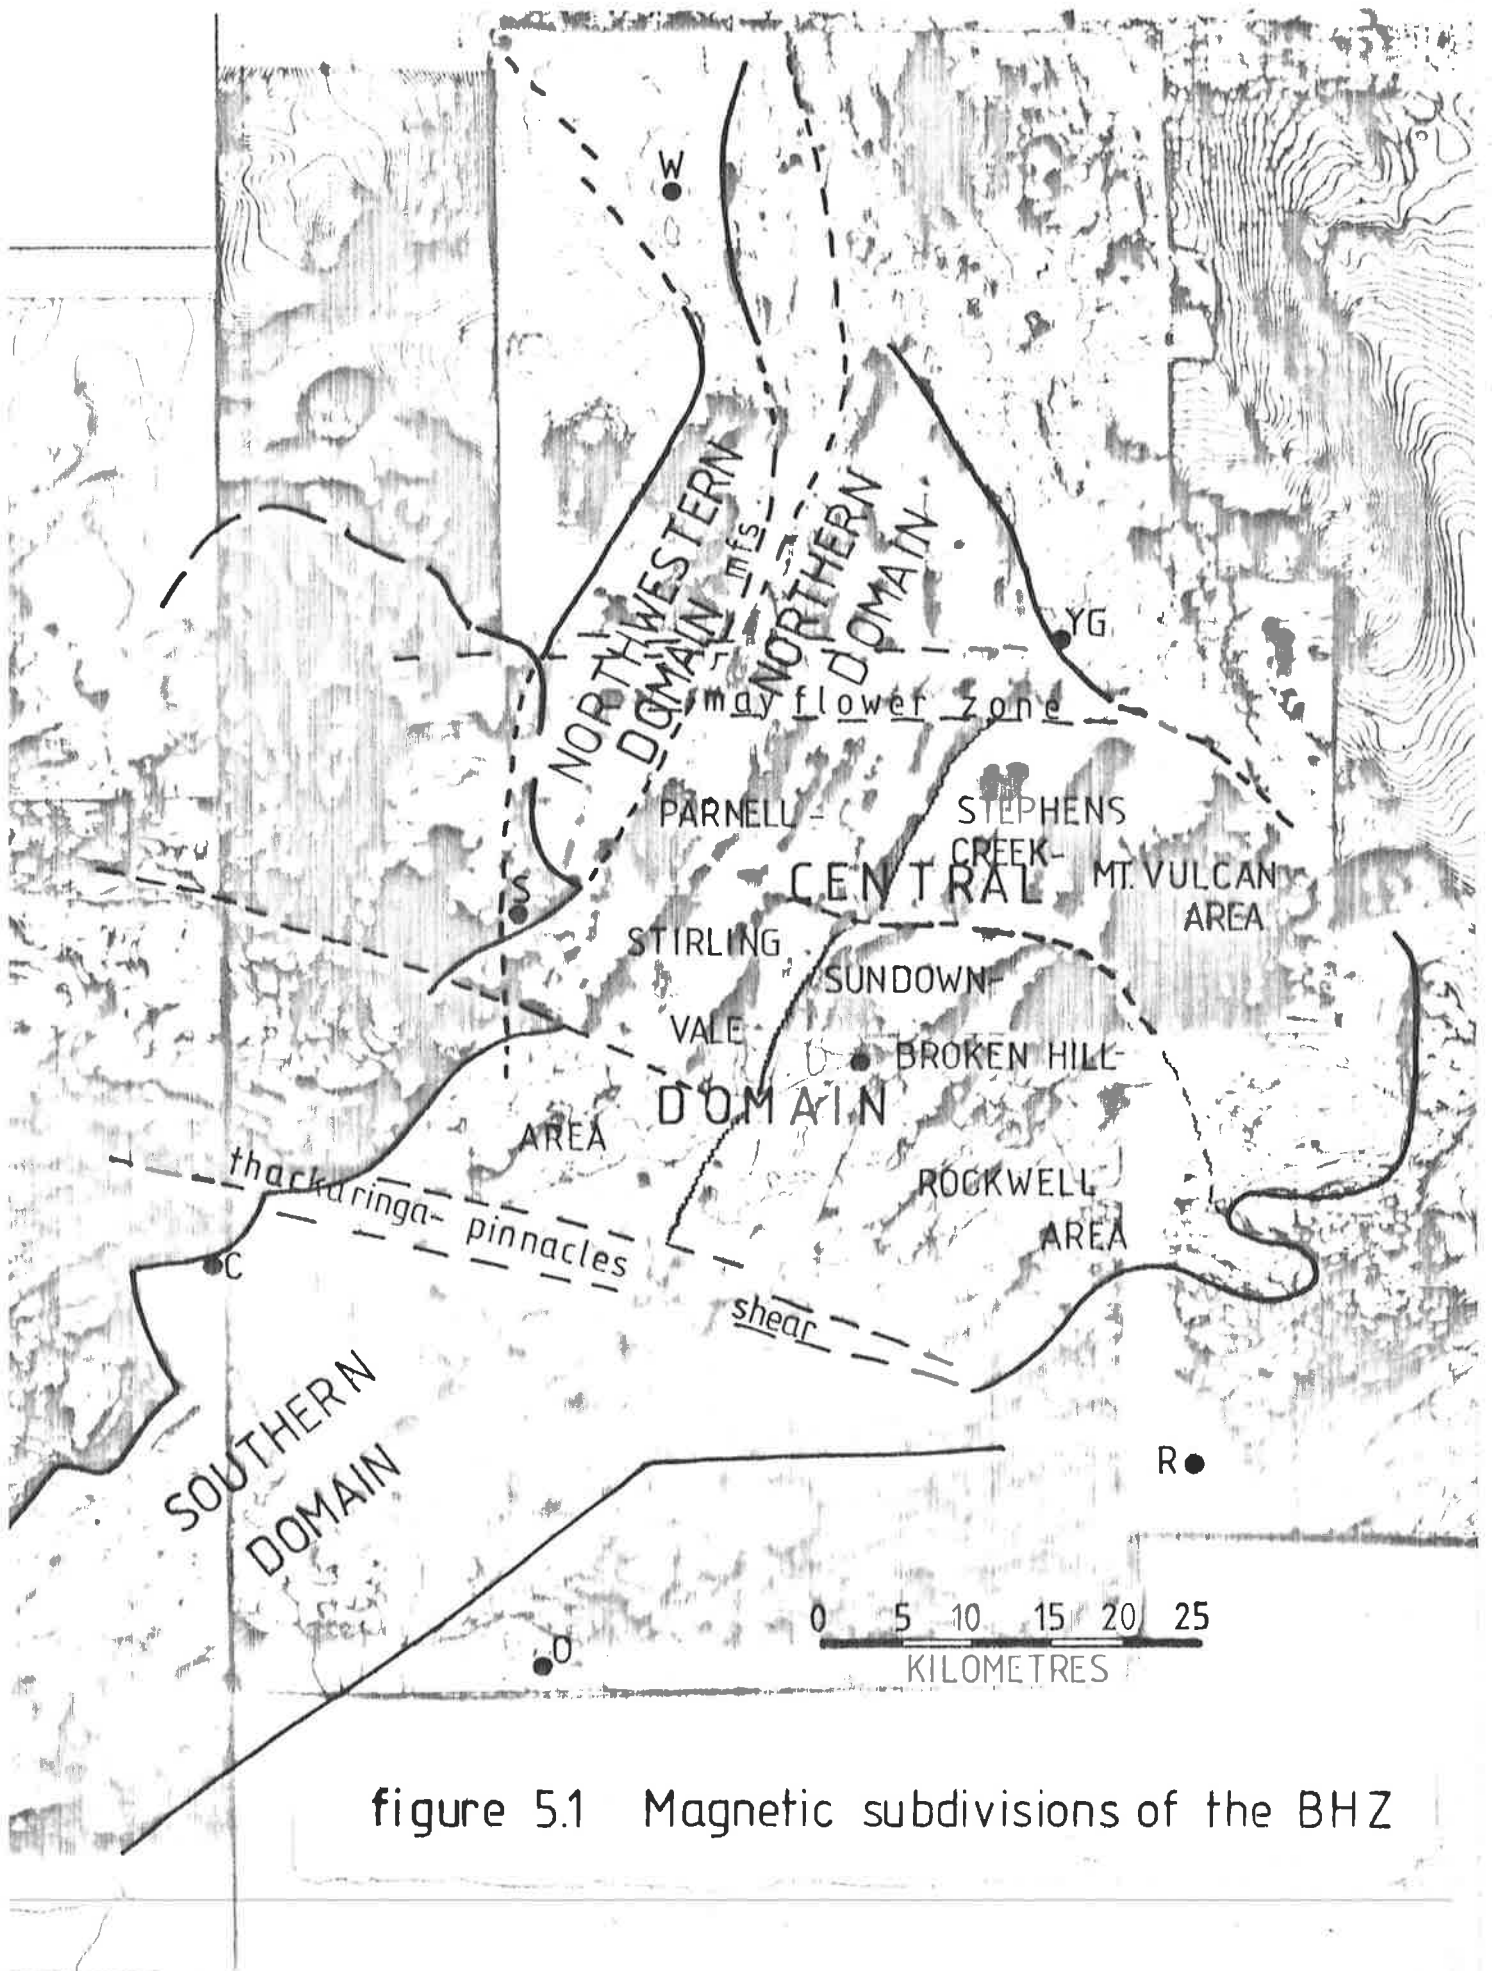 W
NORTHWESTERN
DOMAIN
mfs
NORTHERN
DOMAIN
YG
mayflower zone
PARNELL-
STEPHENS
CREEK-
CENTRAL
MT. VULCAN
AREA
S
STIRLING
SUNDOWN-
VALE
BROKEN HILL-
DOMAIN
AREA
ROCKWELL
AREA
thackaringa- pinnacles
shear
C
SOUTHERN
DOMAIN
R
O
0 5 10 15 20 25
KILOMETRES
figure 5.1 Magnetic subdivisions of the BHZ